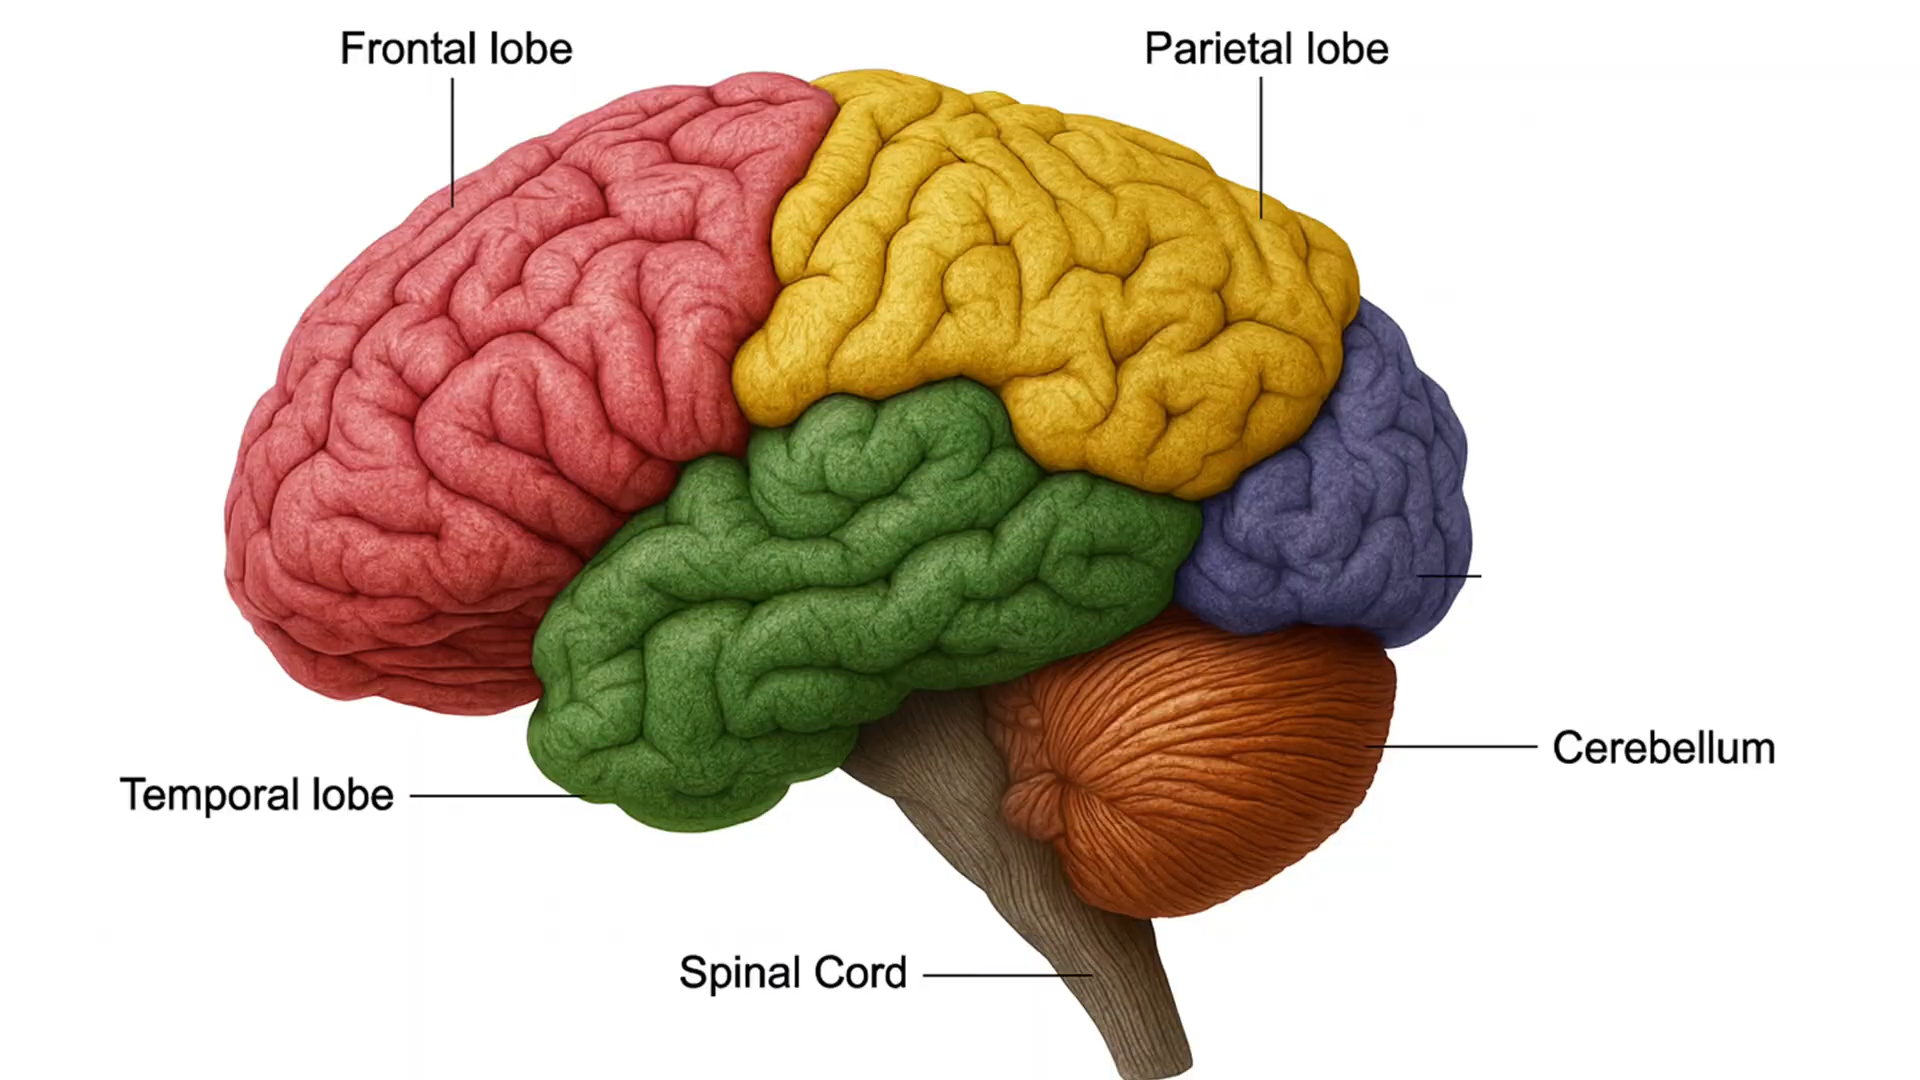 Frontal lobe
Parietal lobe
Temporal lobe
Cerebellum
Spinal Cord